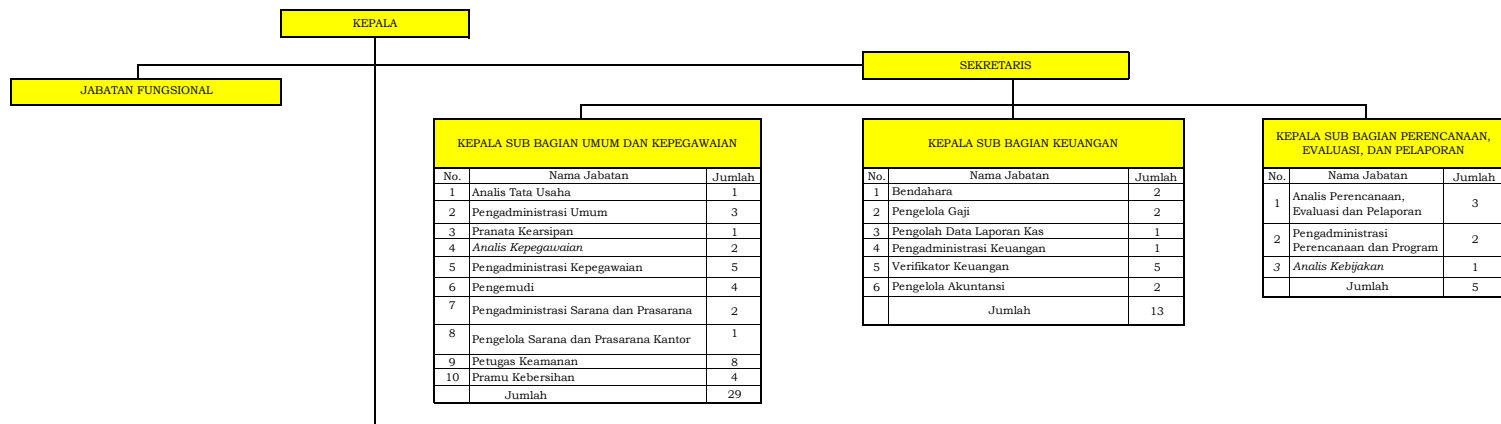 KEPALA
SEKRETARIS
JABATAN FUNGSIONAL
KEPALA SUB BAGIAN UMUM DAN KEPEGAWAIAN
No. Nama Jabatan Jumlah
1 Analis Tata Usaha 1
2 Pengadministrasi Umum 3
3 Pranata Kearsipan 1
4 Analis Kepegawaian 2
5 Pengadministrasi Kepegawaian 5
6 Pengemudi 4
7 Pengadministrasi Sarana dan Prasarana 2
8 Pengelola Sarana dan Prasarana Kantor 1
9 Petugas Keamanan 8
10 Pramu Kebersihan 4
Jumlah 29
KEPALA SUB BAGIAN KEUANGAN
No. Nama Jabatan Jumlah
1 Bendahara 2
2 Pengelola Gaji 2
3 Pengolah Data Laporan Kas 1
4 Pengadministrasi Keuangan 1
5 Verifikator Keuangan 5
6 Pengelola Akuntansi 2
Jumlah 13
KEPALA SUB BAGIAN PERENCANAAN,
EVALUASI, DAN PELAPORAN
No. Nama Jabatan Jumlah
1 Analis Perencanaan,
Evaluasi dan Pelaporan 3
2 Pengadministrasi
Perencanaan dan Program 2
3 Analis Kebijakan 1
Jumlah 5